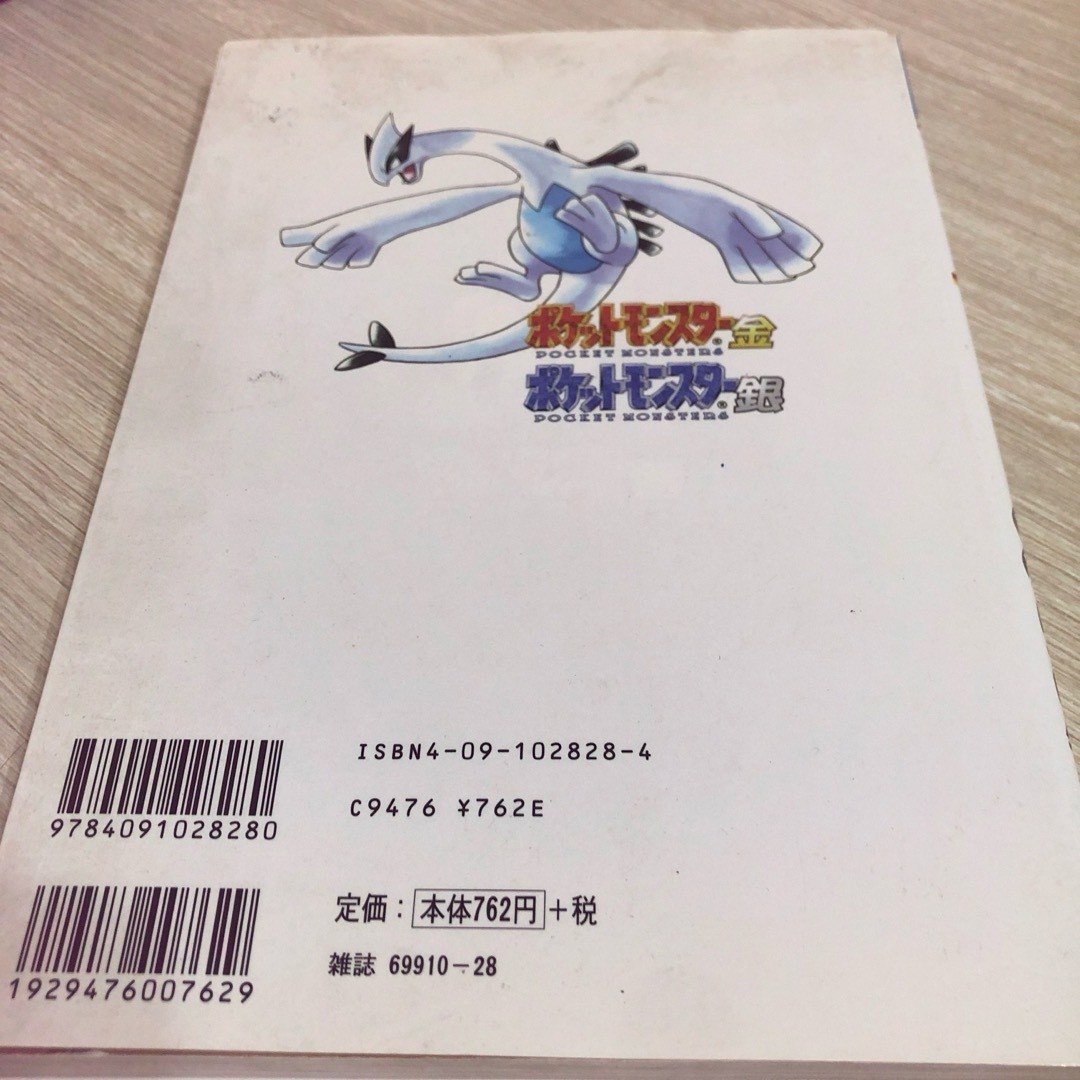 ポケットモンスター®金
POCKET MONSTERS
ポケットモンスター®銀
POCKET MONSTERS
ISBN4-09-102828-4
C9476 ¥762E
9784091028280
定価：本体762円+税
雑誌 69910-28
1929476007629